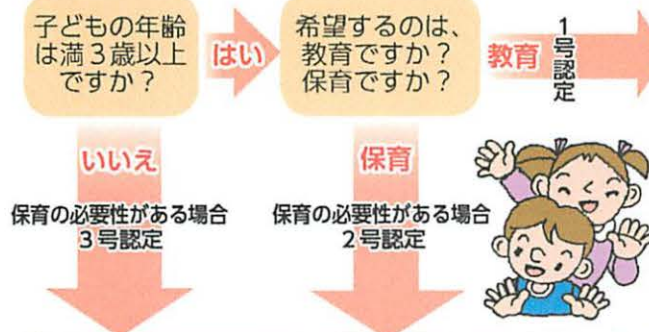 子どもの年齢
は満3歳以上
ですか？
はい
希望するのは、
教育ですか？
保育ですか？
教育
1号認定
いいえ
保育の必要性がある場合
3号認定
保育
保育の必要性がある場合
2号認定